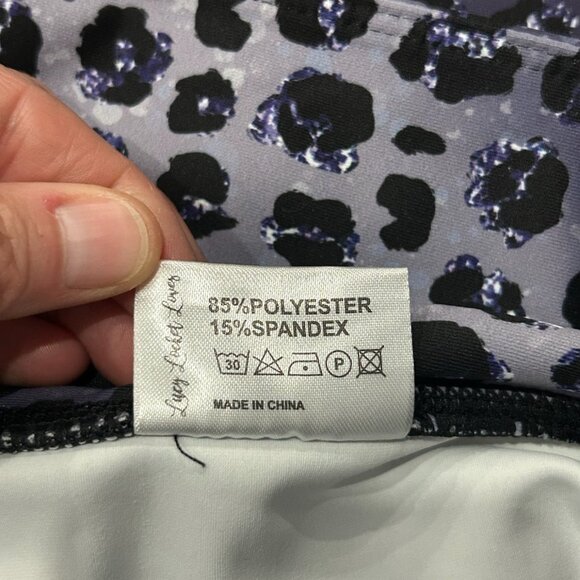 Lucy Locket Loves
85%POLYESTER
15%SPANDEX
30 P
MADE IN CHINA